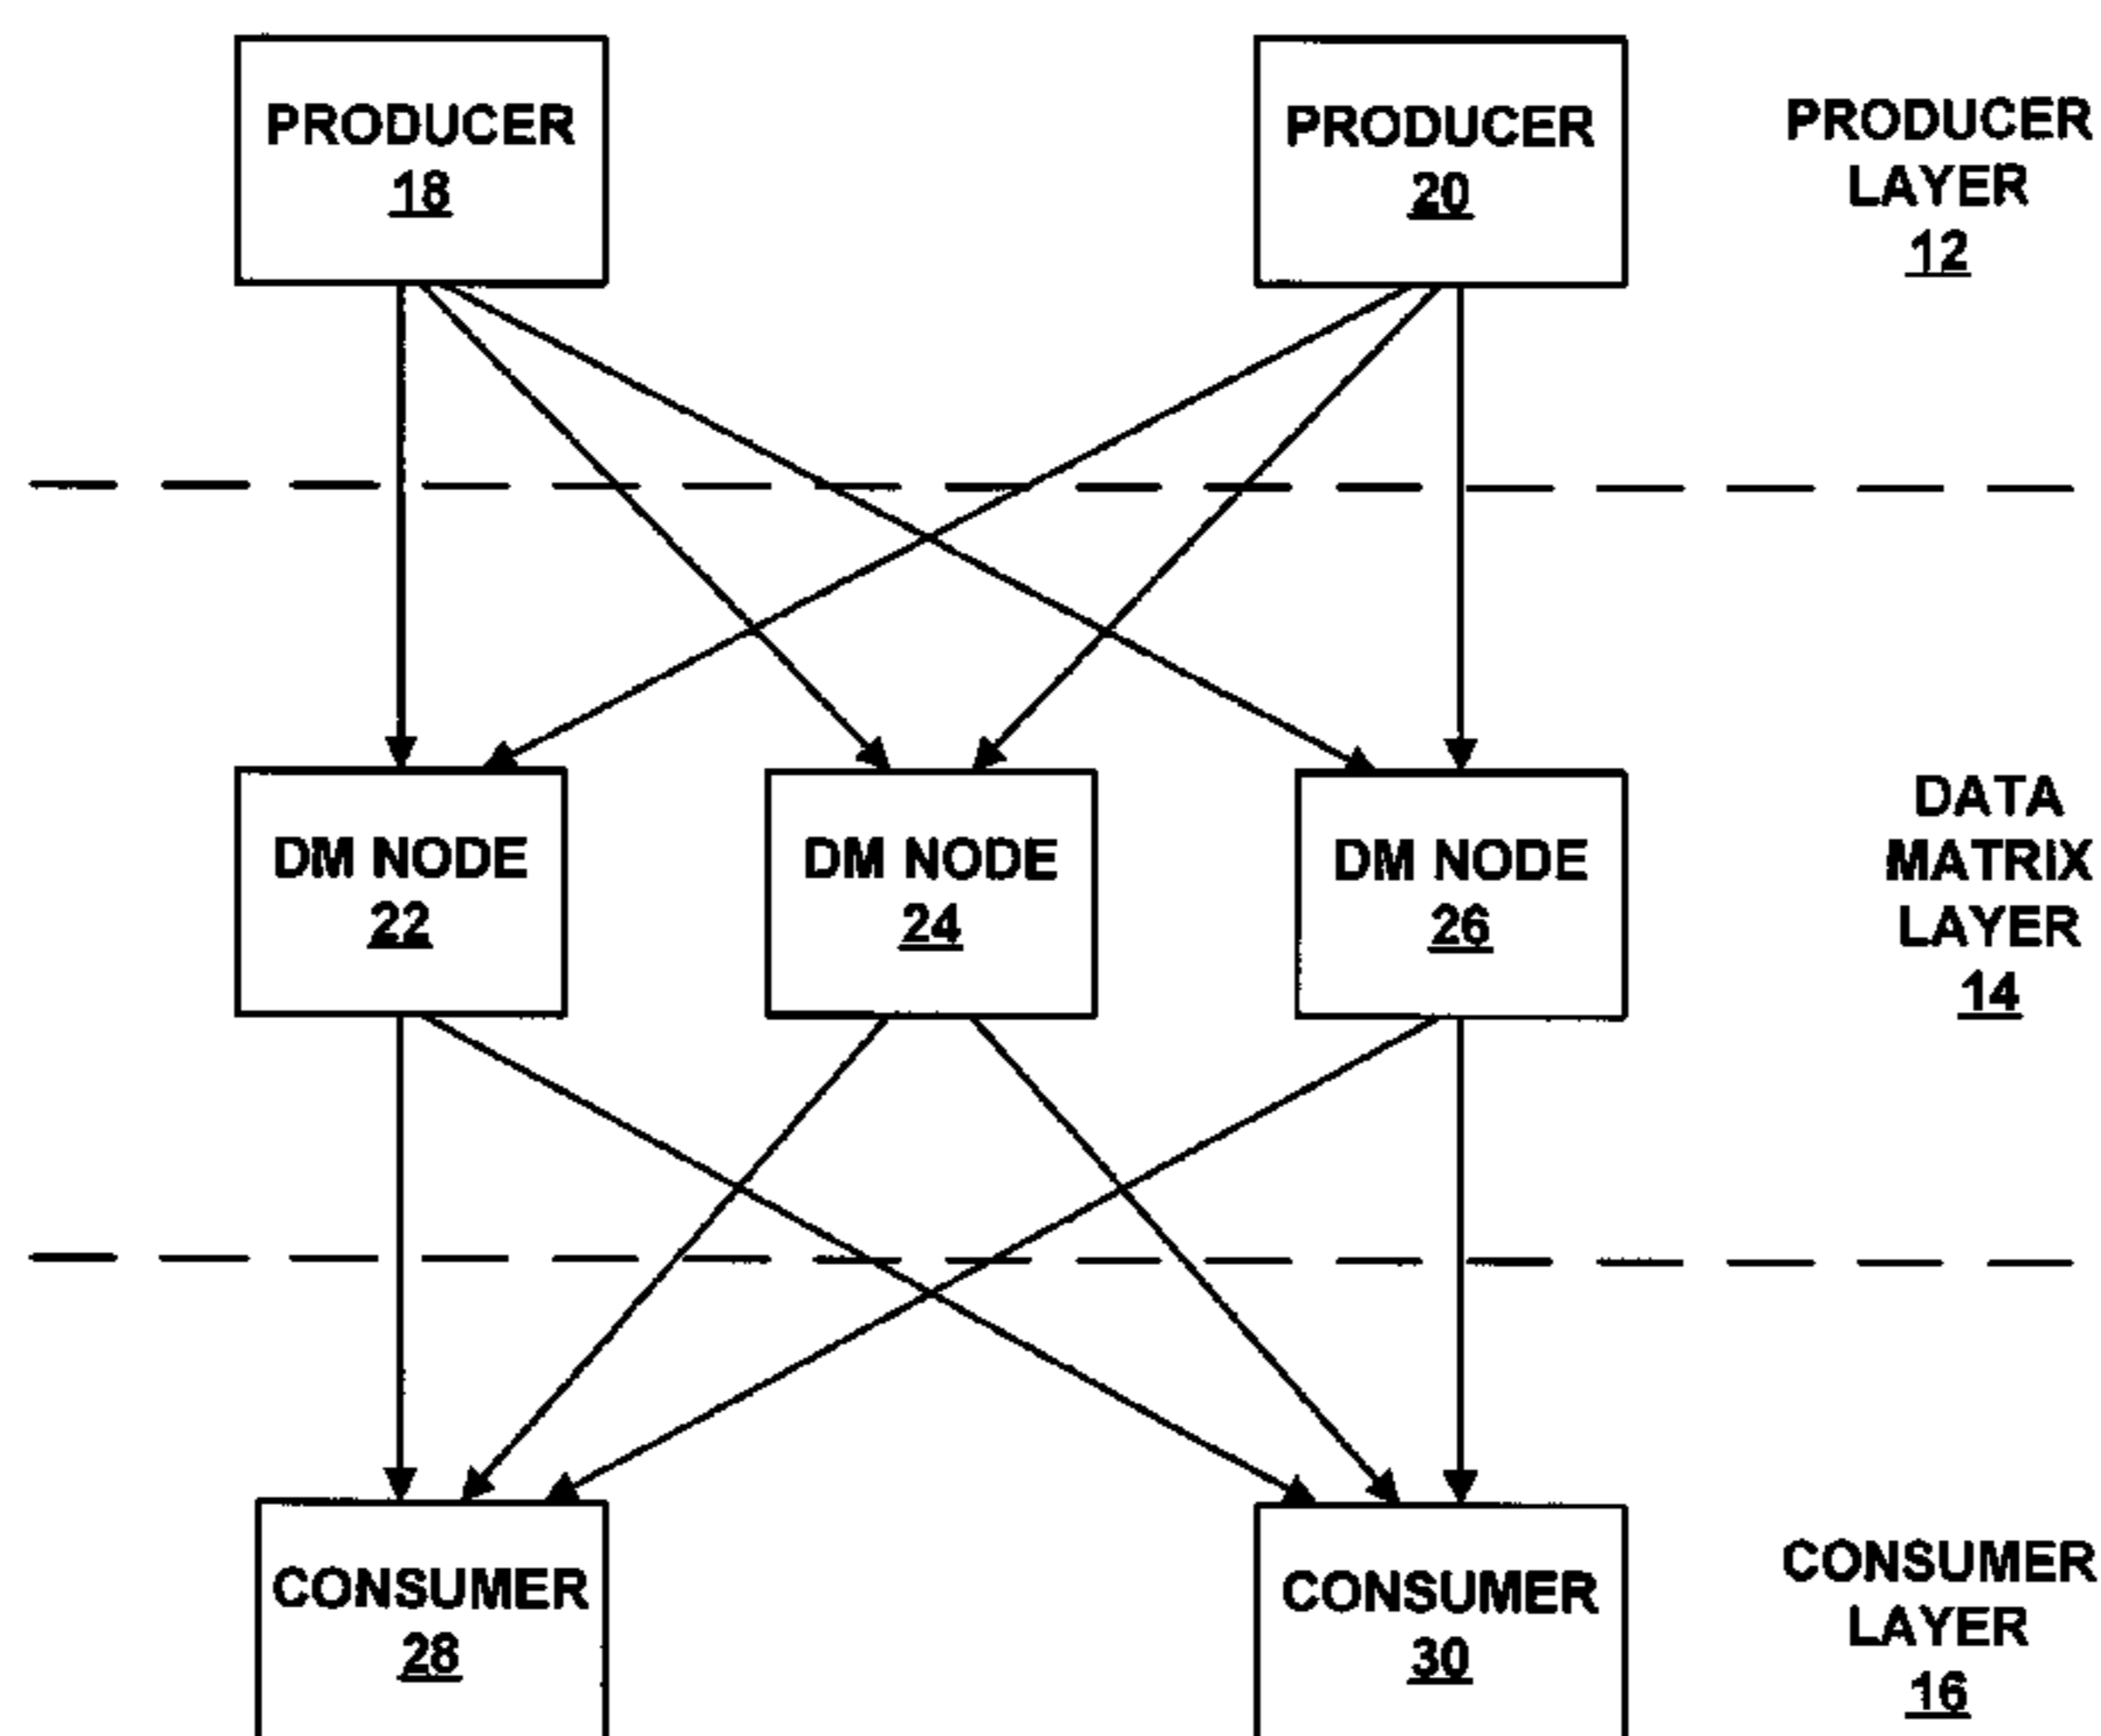 PRODUCER
18
PRODUCER
20
PRODUCER
LAYER
12
DM NODE
22
DM NODE
24
DM NODE
26
DATA
MATRIX
LAYER
14
CONSUMER
28
CONSUMER
30
CONSUMER
LAYER
16